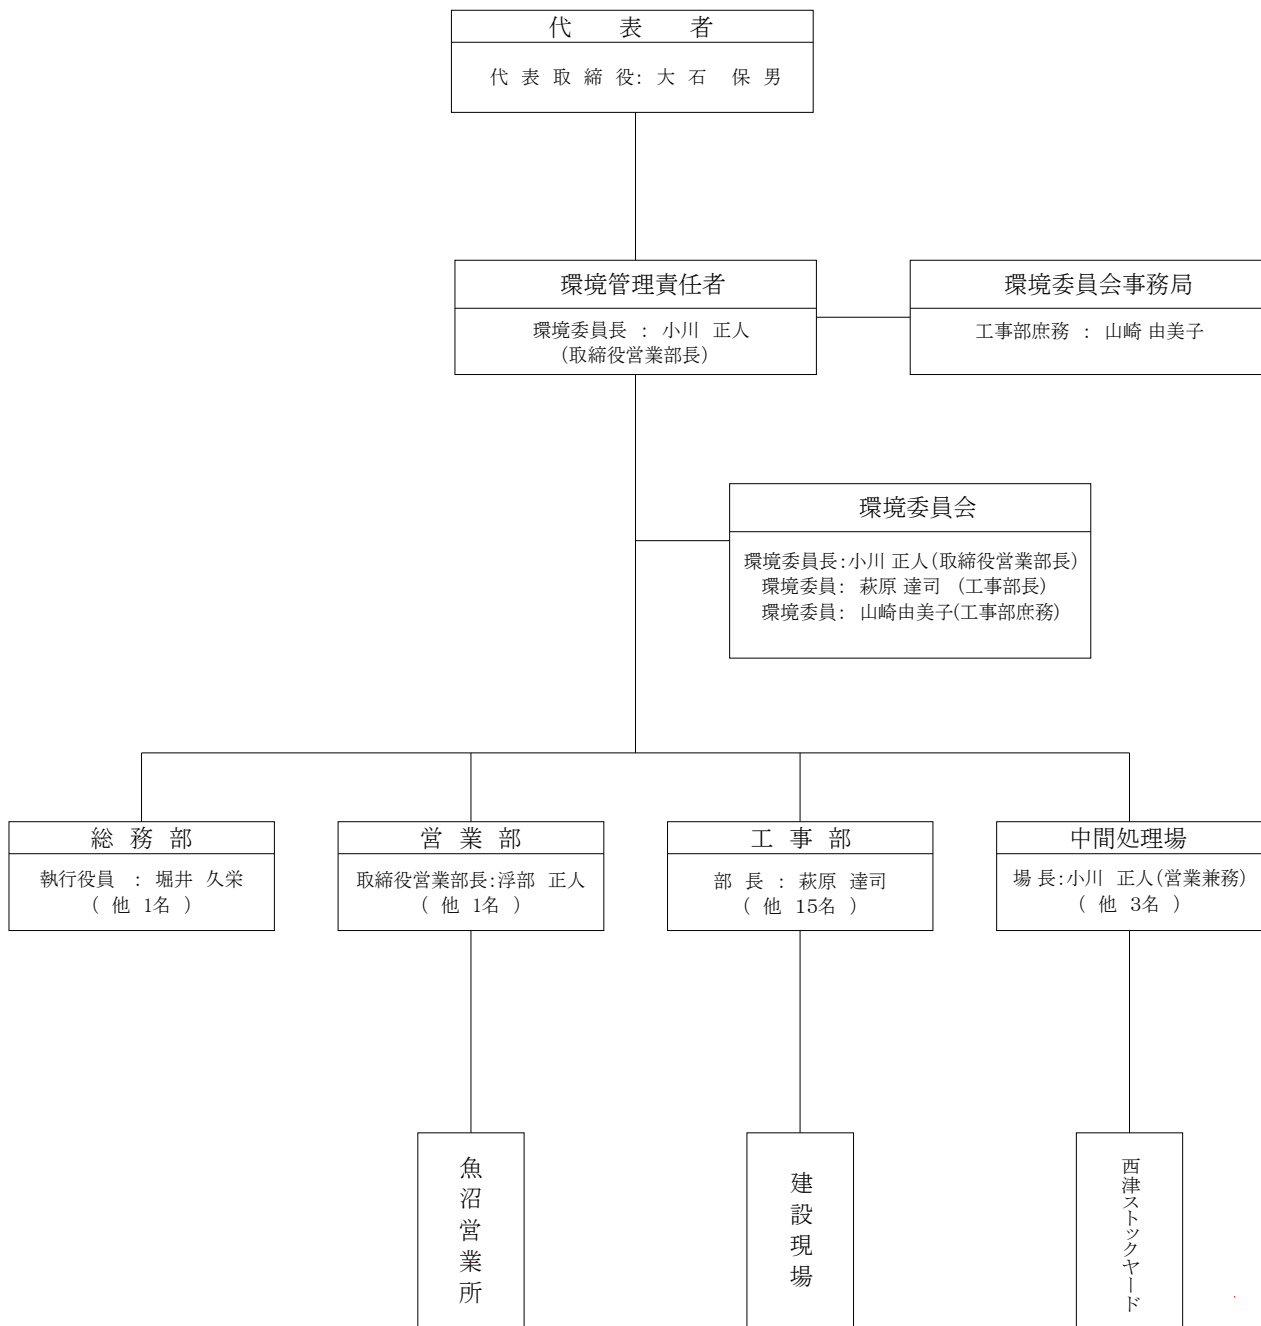 代　表　者
代 表 取 締 役: 大 石　保 男
環境管理責任者
環境委員長 ： 小川 正人
(取締役営業部長)
環境委員会事務局
工事部庶務 ： 山崎 由美子
環境委員会
環境委員長:小川 正人(取締役営業部長)
環境委員: 萩原 達司 (工事部長)
環境委員: 山崎由美子(工事部庶務)
総 務 部
執行役員 ： 堀井 久栄
( 他 1名 )
営 業 部
取締役営業部長:浮部 正人
( 他 1名 )
工 事 部
部 長 ： 萩原 達司
( 他 15名 )
中間処理場
場 長:小川 正人(営業兼務)
( 他 3名 )
魚沼営業所
建設現場
西津ストックヤード